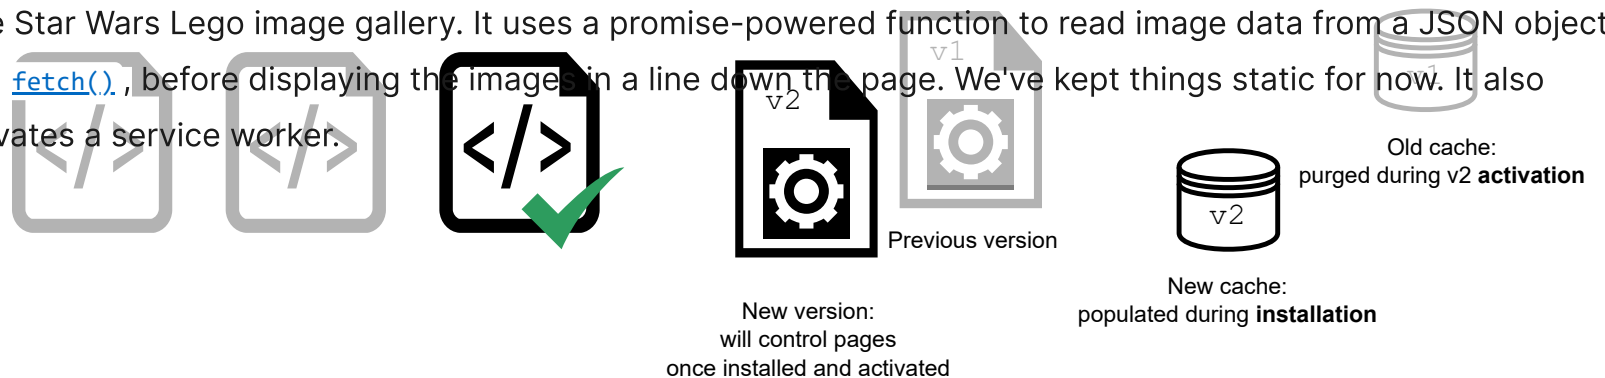 e Star Wars Lego image gallery. It uses a promise-powered function to read image data from a JSON object
fetch() , before displaying the images in a line down the page. We've kept things static for now. It also
vates a service worker.
v1
v2
v1
Old cache:
purged during v2 activation
v2
Previous version
New cache:
populated during installation
New version:
will control pages
once installed and activated